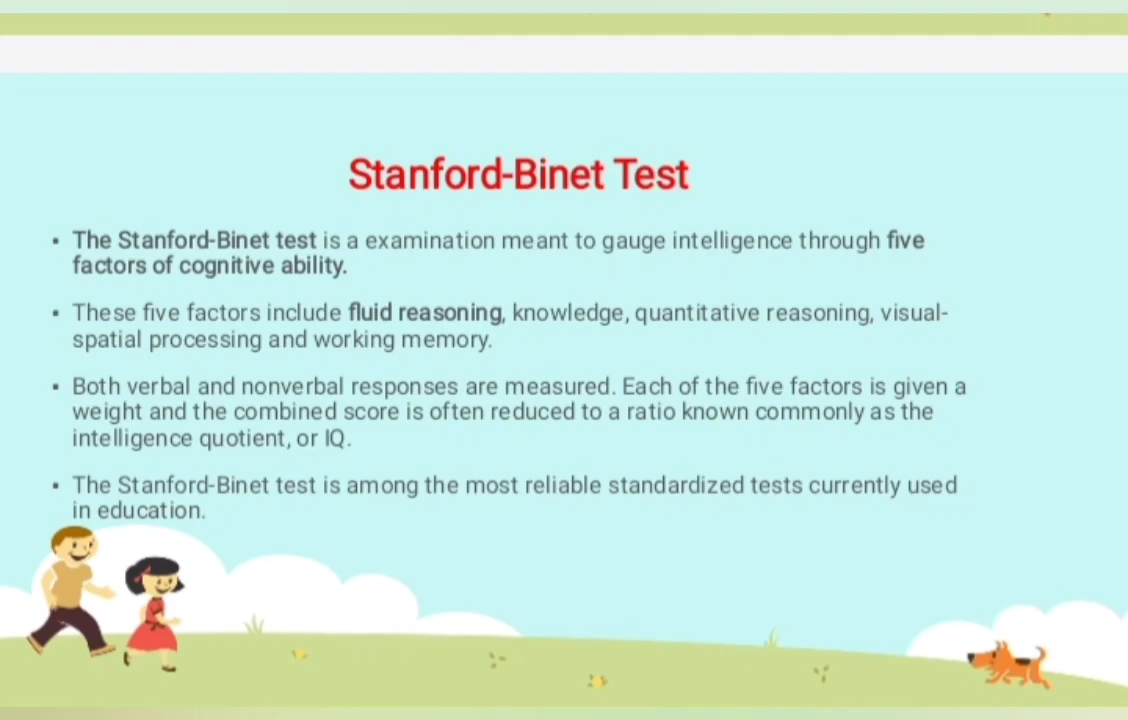 Stanford-Binet Test
• The Stanford-Binet test is a examination meant to gauge intelligence through five
factors of cognitive ability.
• These five factors include fluid reasoning, knowledge, quantitative reasoning, visual-
spatial processing and working memory.
• Both verbal and nonverbal responses are measured. Each of the five factors is given a
weight and the combined score is often reduced to a ratio known commonly as the
intelligence quotient, or IQ.
• The Stanford-Binet test is among the most reliable standardized tests currently used
in education.